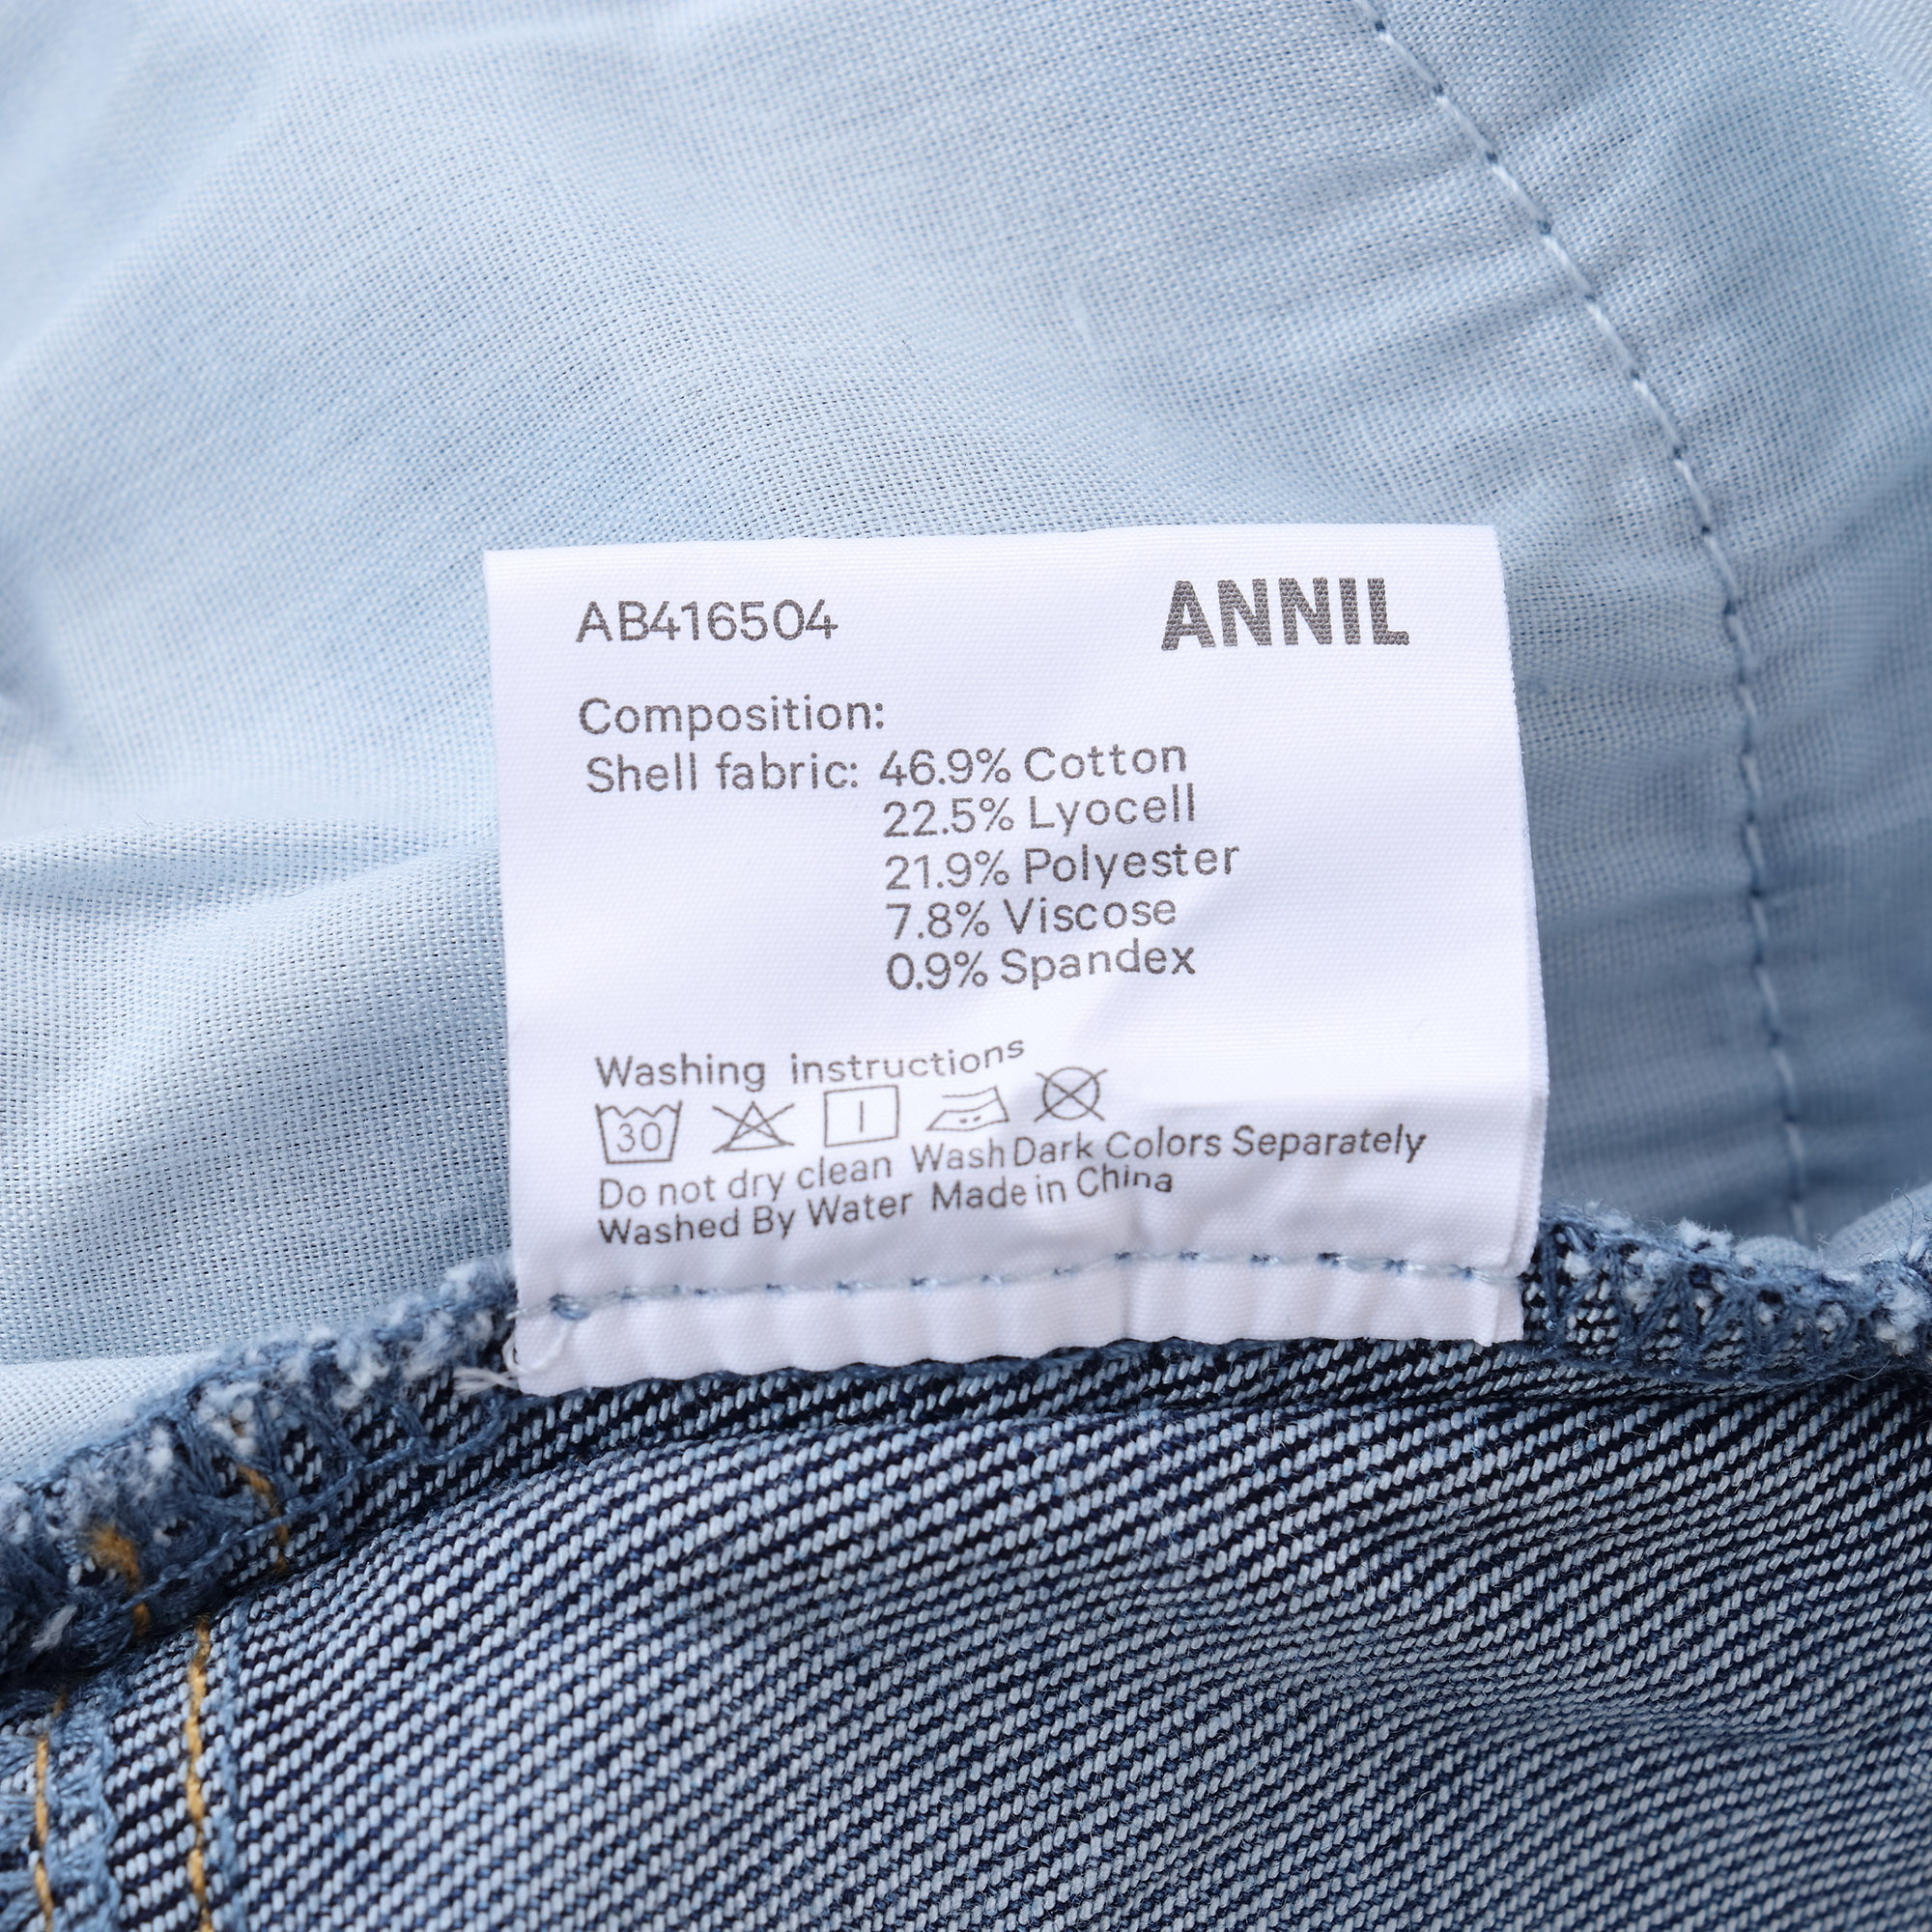 AB416504 ANNIL
Composition:
Shell fabric: 46.9% Cotton
22.5% Lyocell
21.9% Polyester
7.8% Viscose
0.9% Spandex
Washing instructions
30
Do not dry clean Wash Dark Colors Separately
Washed By Water Made in China